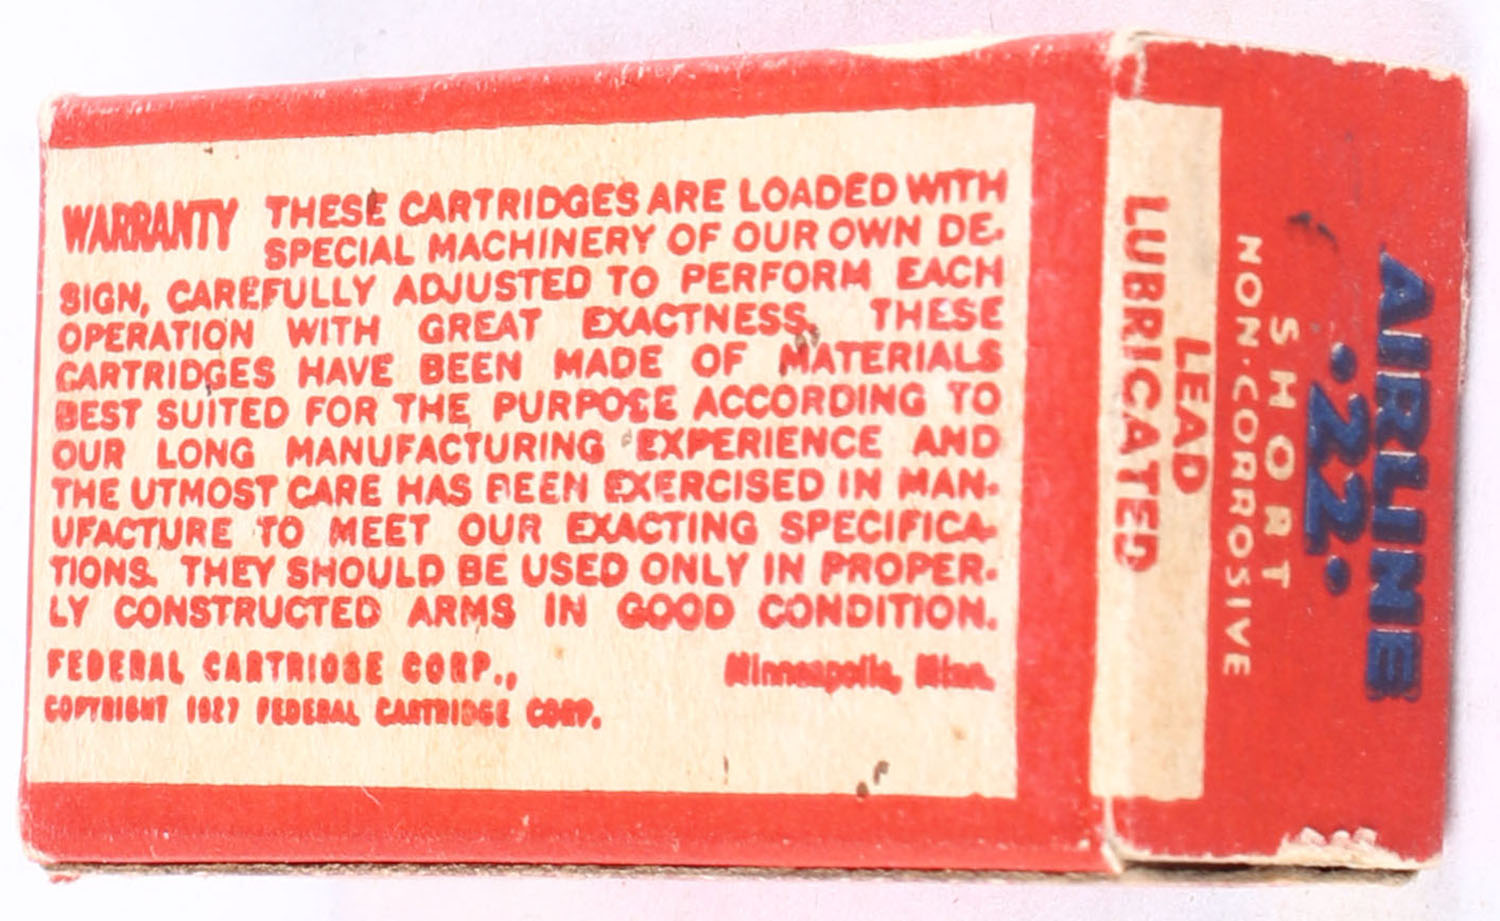 WARRANTY THESE CARTRIDGES ARE LOADED WITH
SPECIAL MACHINERY OF OUR OWN DE-
SIGN, CAREFULLY ADJUSTED TO PERFORM EACH
OPERATION WITH GREAT EXACTNESS. THESE
CARTRIDGES HAVE BEEN MADE OF MATERIALS
BEST SUITED FOR THE PURPOSE ACCORDING TO
OUR LONG MANUFACTURING EXPERIENCE AND
THE UTMOST CARE HAS BEEN EXERCISED IN MAN-
UFACTURE TO MEET OUR EXACTING SPECIFICA-
TIONS. THEY SHOULD BE USED ONLY IN PROPER-
LY CONSTRUCTED ARMS IN GOOD CONDITION.
FEDERAL CARTRIDGE CORP., Minneapolis, Minn.
COPYRIGHT 1927 FEDERAL CARTRIDGE CORP.
AIRLINE
.22.
SHORT
NON-CORROSIVE
LEAD
LUBRICATED